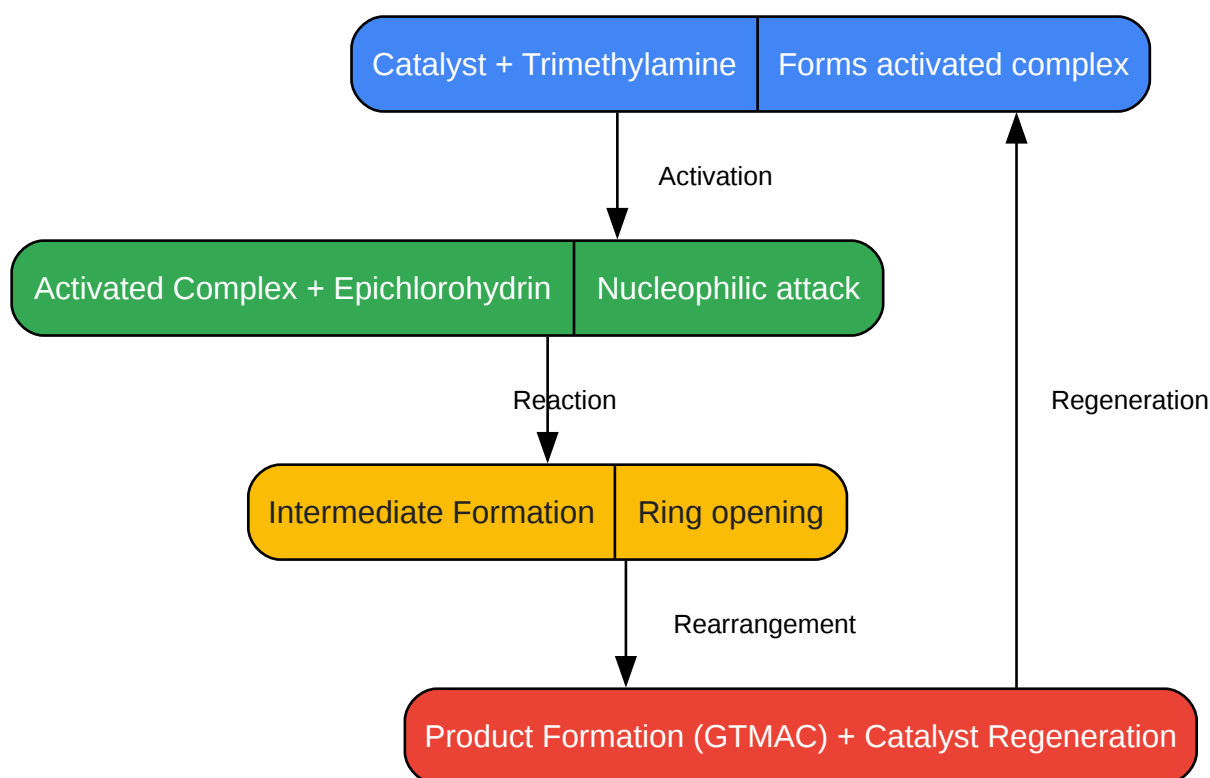 Catalyst + Trimethylamine
Forms activated complex
Activation
Activated Complex + Epichlorohydrin
Nucleophilic attack
Reaction
Regeneration
Intermediate Formation
Ring opening
Rearrangement
Product Formation (GTMAC) + Catalyst Regeneration